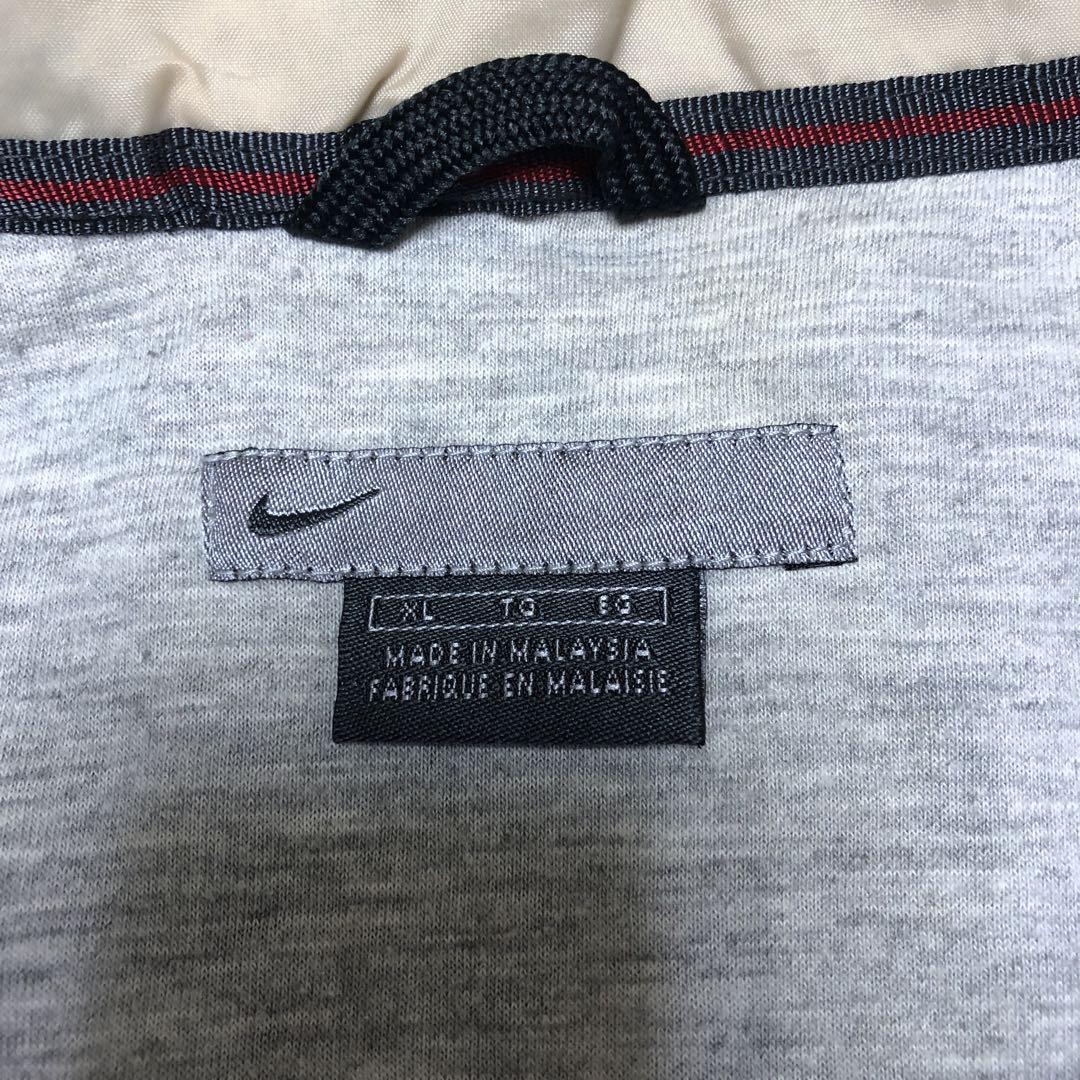 XL TG EG
MADE IN MALAYSIA
FABRIQUE EN MALAISIE